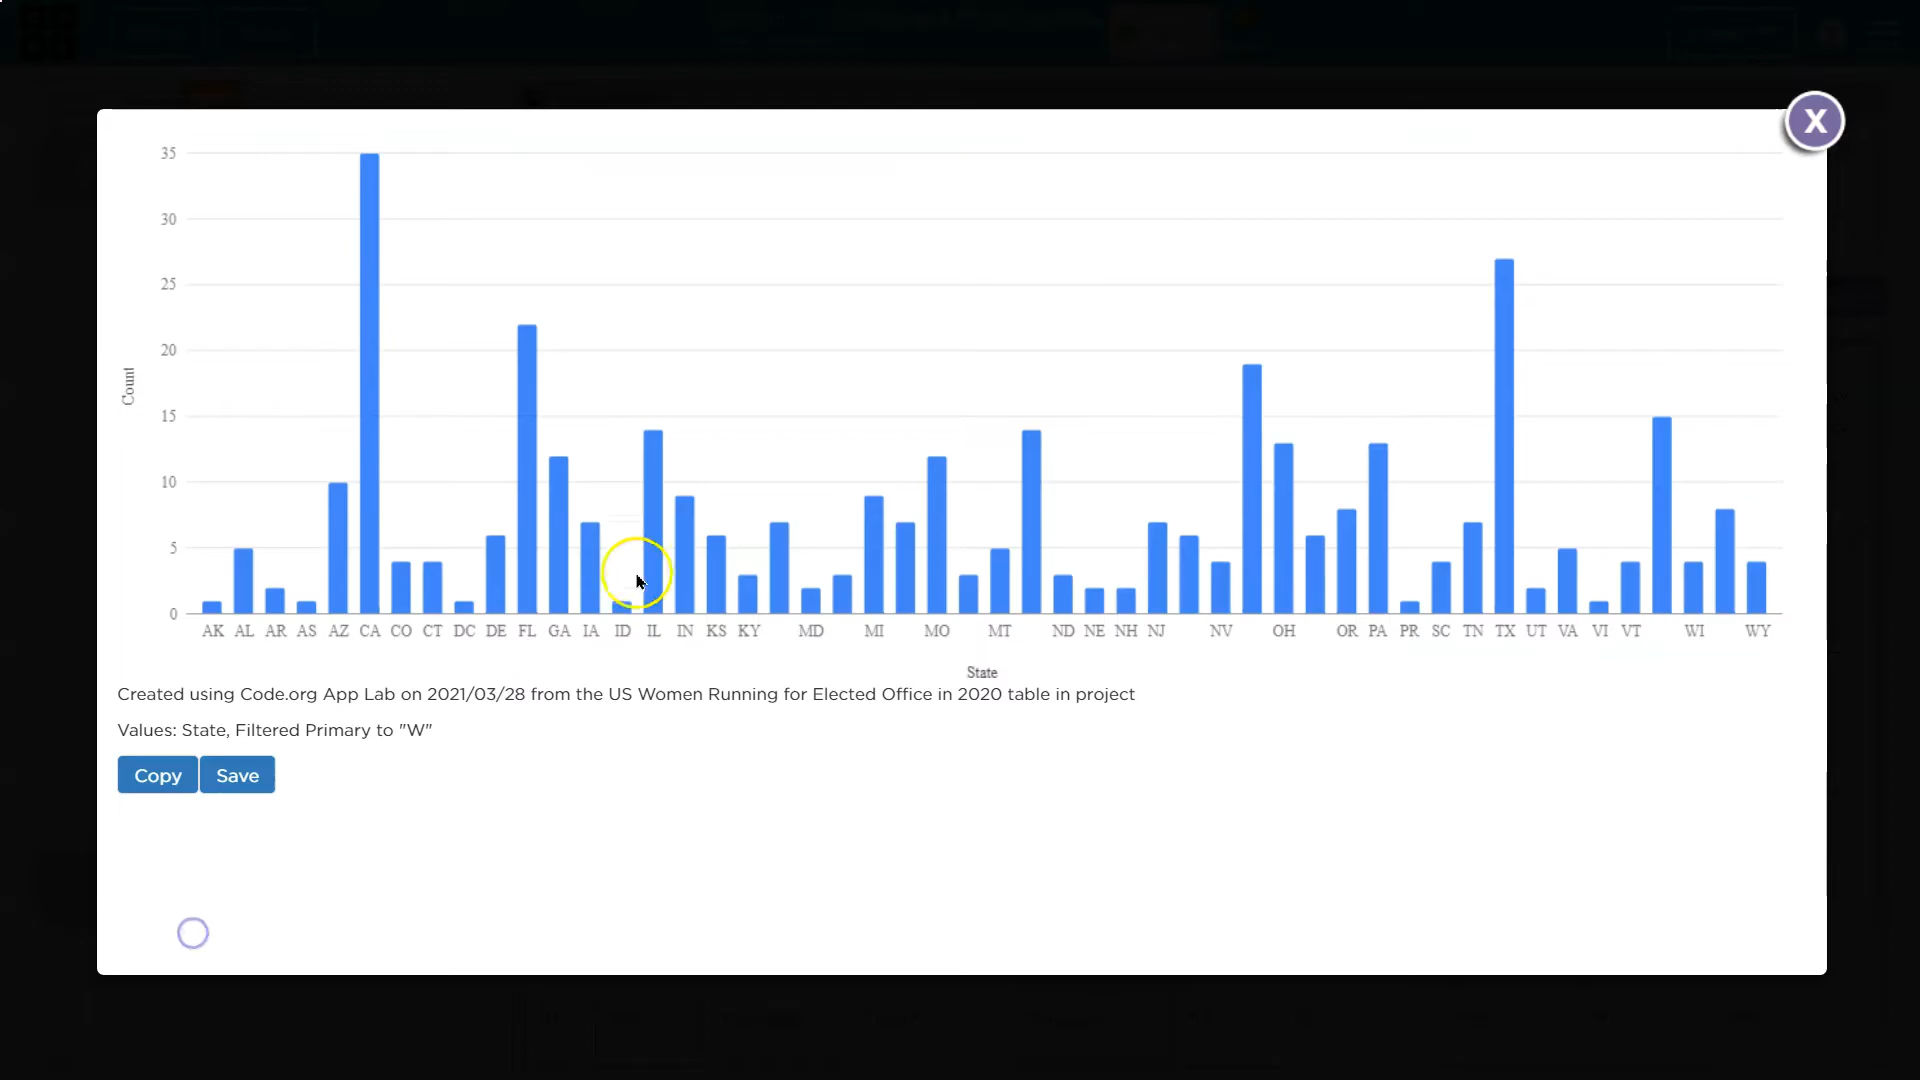 X
35
30
25
20
15
10
5
0
Count
AK AL AR AS AZ CA CO CT DC DE FL GA IA ID IL IN KS KY MD MI MO MT ND NE NH NJ NV OH OR PA PR SC TN TX UT VA VI VT WI WY
State
Created using Code.org App Lab on 2021/03/28 from the US Women Running for Elected Office in 2020 table in project
Values: State, Filtered Primary to "W"
Copy Save